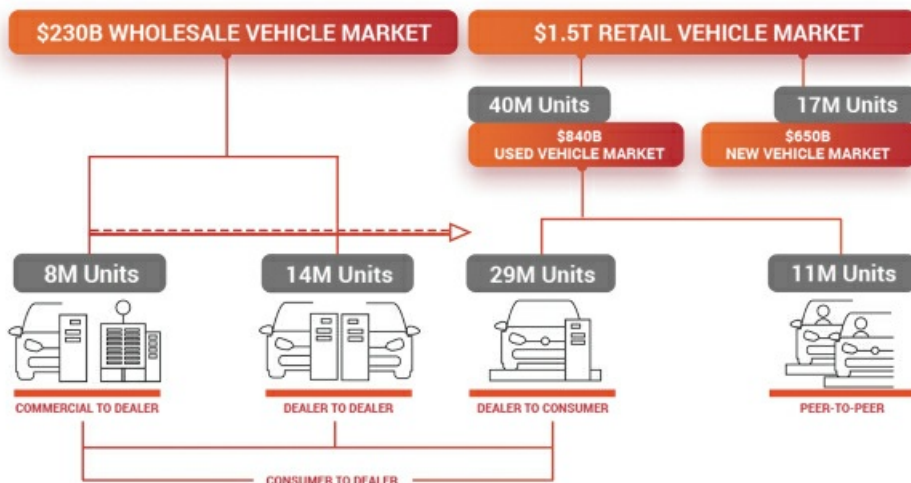 $230B WHOLESALE VEHICLE MARKET
$1.5T RETAIL VEHICLE MARKET
40M Units
17M Units
$840B
USED VEHICLE MARKET
$650B
NEW VEHICLE MARKET
8M Units
14M Units
29M Units
11M Units
COMMERCIAL TO DEALER
DEALER TO DEALER
DEALER TO CONSUMER
PEER-TO-PEER
CONSUMER TO DEALER